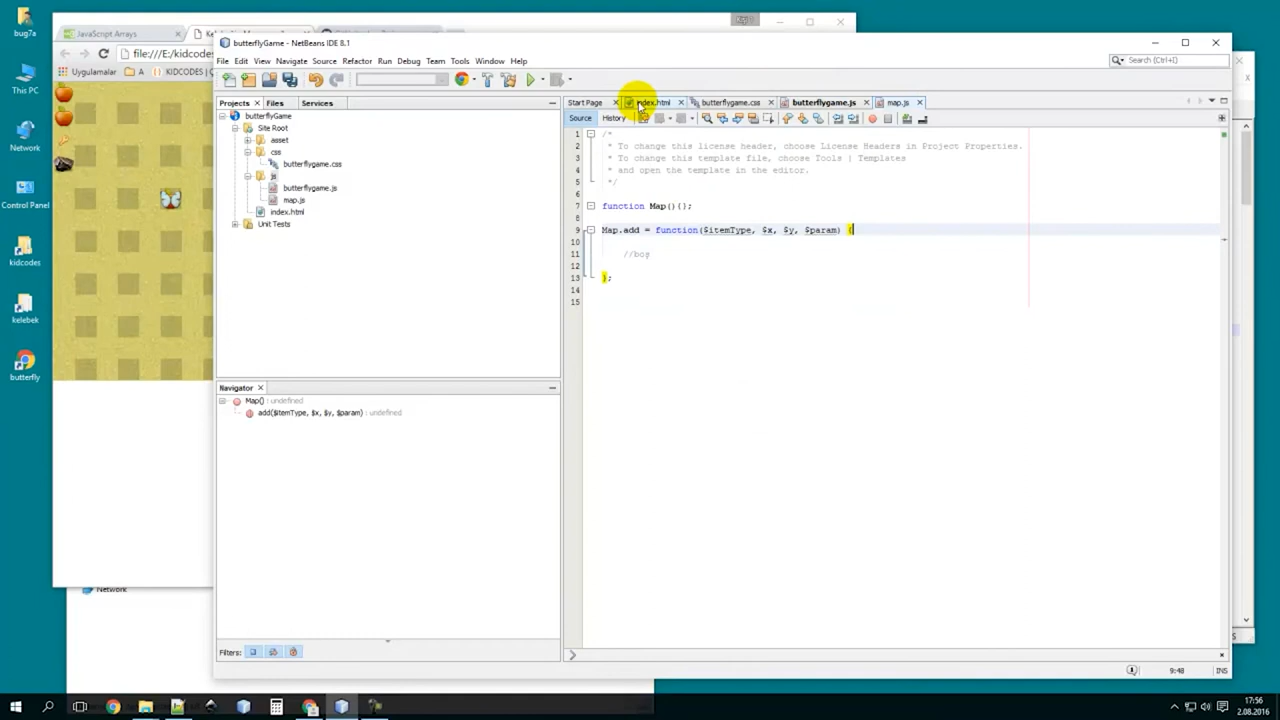 bug7a
This PC
Network
Control Panel
kidcodes
kelebek
butterfly
JavaScript Arrays
file:///E:/kidcodes
Uygulamalar
A
KIDCODES | Ç
Network
butterflyGame - NetBeans IDE 8.1
File Edit View Navigate Source Refactor Run Debug Team Tools Window Help
Search (Ctrl+I)
Projects Files Services
butterflyGame
Site Root
asset
css
butterflygame.css
js
butterflygame.js
map.js
index.html
Unit Tests
Navigator
Map() : undefined
add($itemType, $x, $y, $param) : undefined
Filters:
Start Page index.html butterflygame.css butterflygame.js map.js
Source History
1 /*
2 * To change this license header, choose License Headers in Project Properties.
3 * To change this template file, choose Tools | Templates
4 * and open the template in the editor.
5 */
6
7 function Map(){};
8
9 Map.add = function($itemType, $x, $y, $param) {
10
11 //boş
12
13 };
14
15
9:48 INS
17:56
2.08.2016